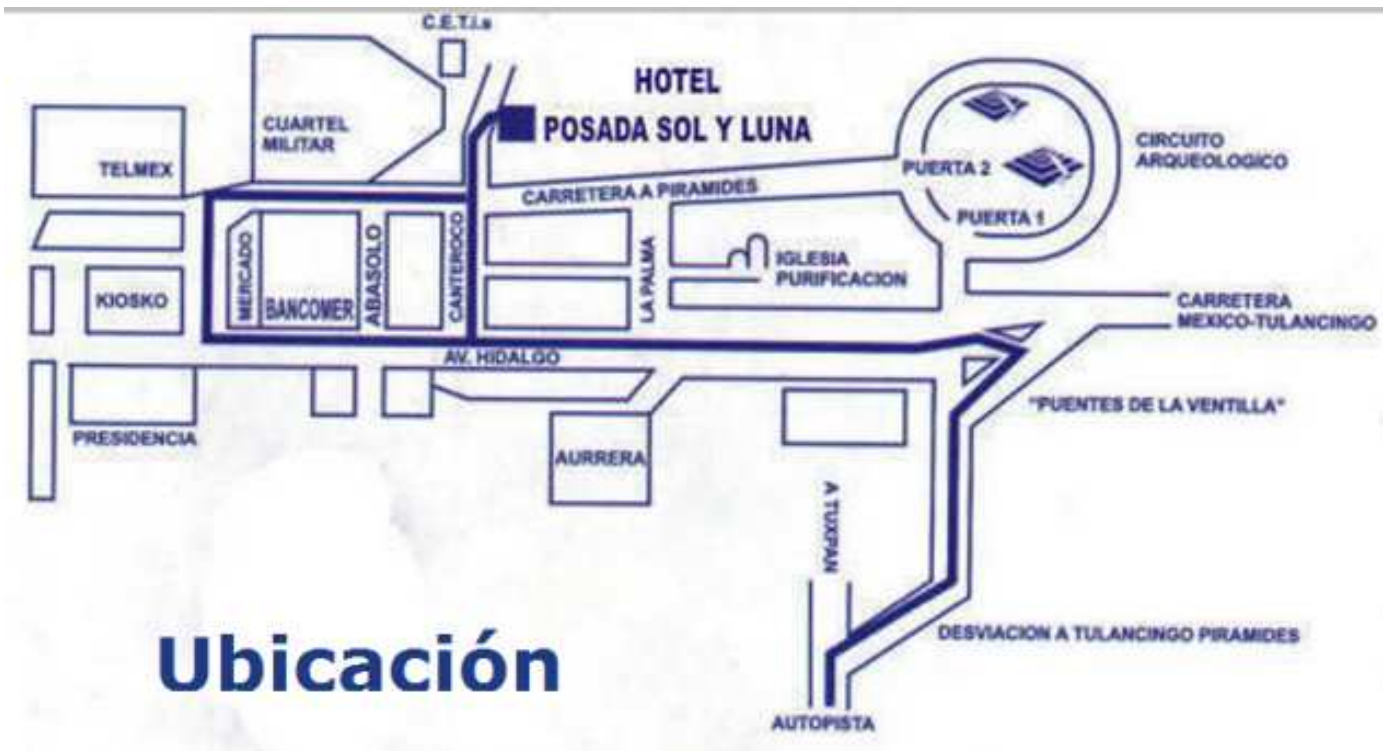 C.E.T.i.s
HOTEL
POSADA SOL Y LUNA
CUARTEL
MILITAR
TELMEX
CIRCUITO
ARQUEOLOGICO
PUERTA 2
CARRETERA A PIRAMIDES
PUERTA 1
MERCADO
BANCOMER
ABASOLO
CANTEROCO
LA PALMA
IGLESIA
PURIFICACION
KIOSKO
CARRETERA
MEXICO-TULANCINGO
AV. HIDALGO
"PUENTES DE LA VENTILLA"
PRESIDENCIA
AURRERA
A TUXPAN
DESVIACION A TULANCINGO PIRAMIDES
Ubicación
AUTOPISTA